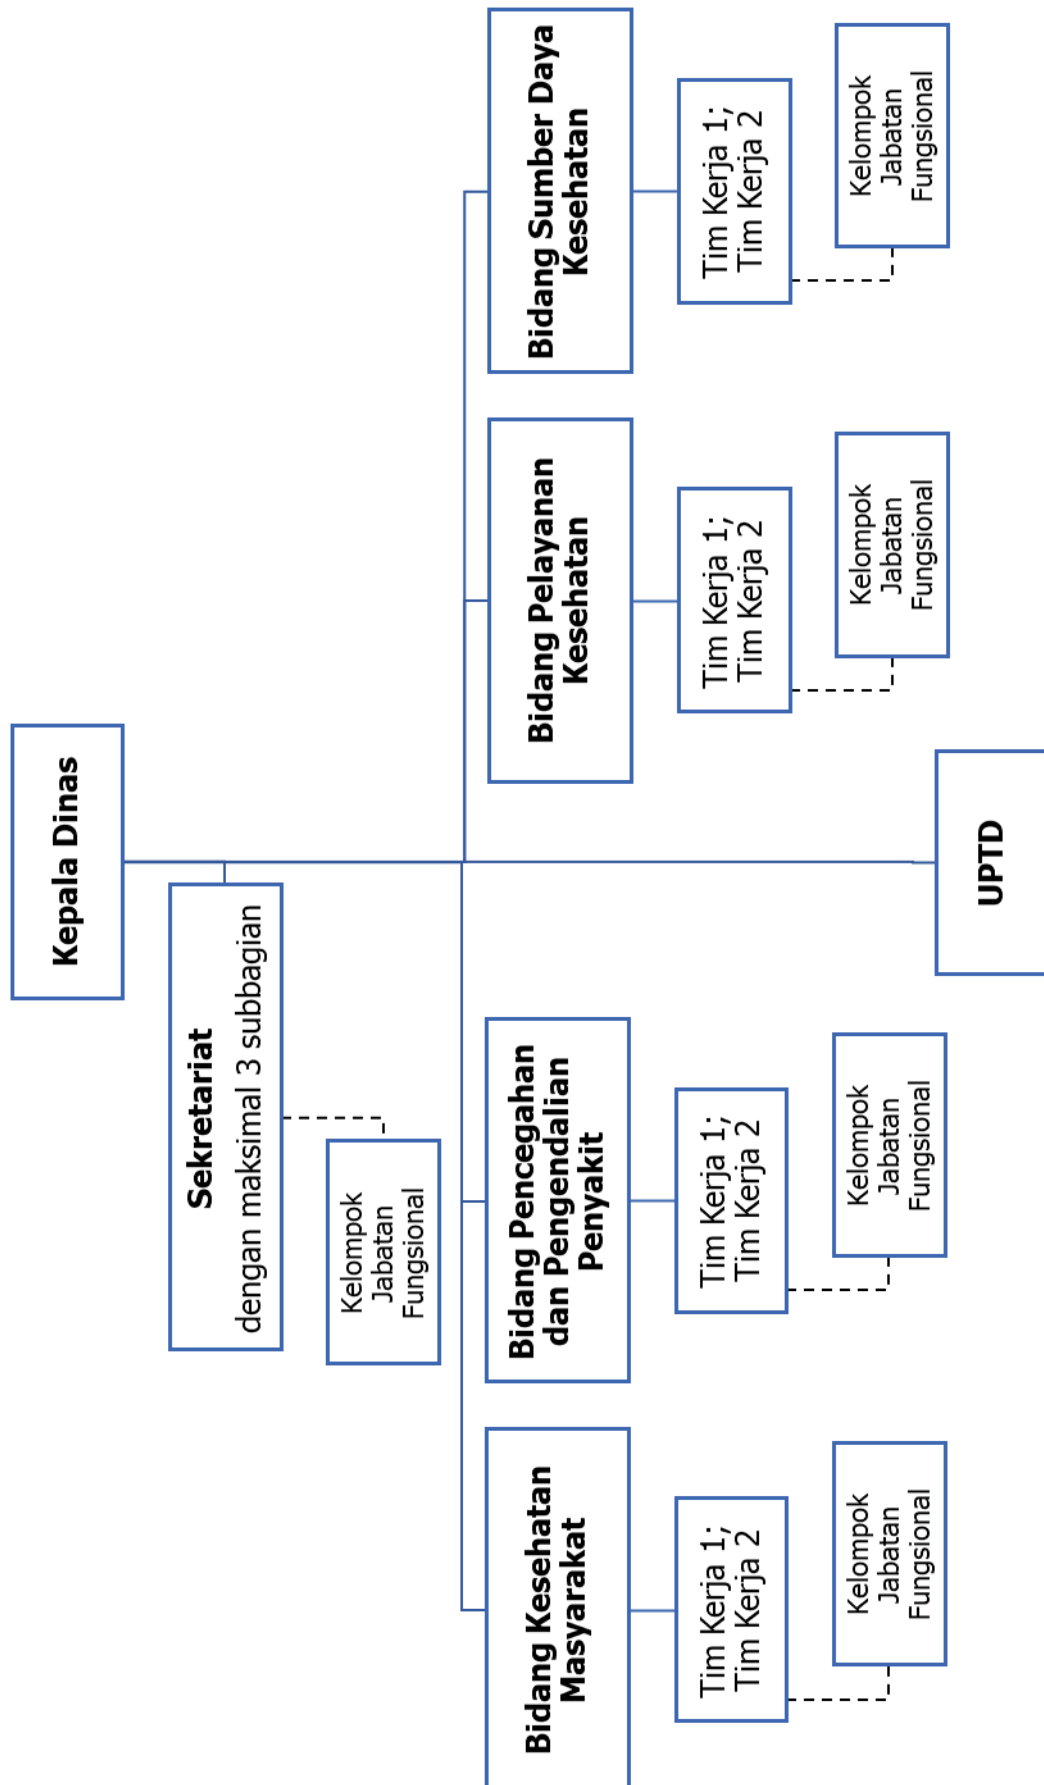 Kepala Dinas
Sekretariat
dengan maksimal 3 subbagian
Kelompok
Jabatan
Fungsional
Bidang Kesehatan
Masyarakat
Bidang Pencegahan
dan Pengendalian
Penyakit
Bidang Pelayanan
Kesehatan
Bidang Sumber Daya
Kesehatan
Tim Kerja 1;
Tim Kerja 2
Tim Kerja 1;
Tim Kerja 2
Tim Kerja 1;
Tim Kerja 2
Tim Kerja 1;
Tim Kerja 2
Kelompok
Jabatan
Fungsional
Kelompok
Jabatan
Fungsional
Kelompok
Jabatan
Fungsional
Kelompok
Jabatan
Fungsional
UPTD